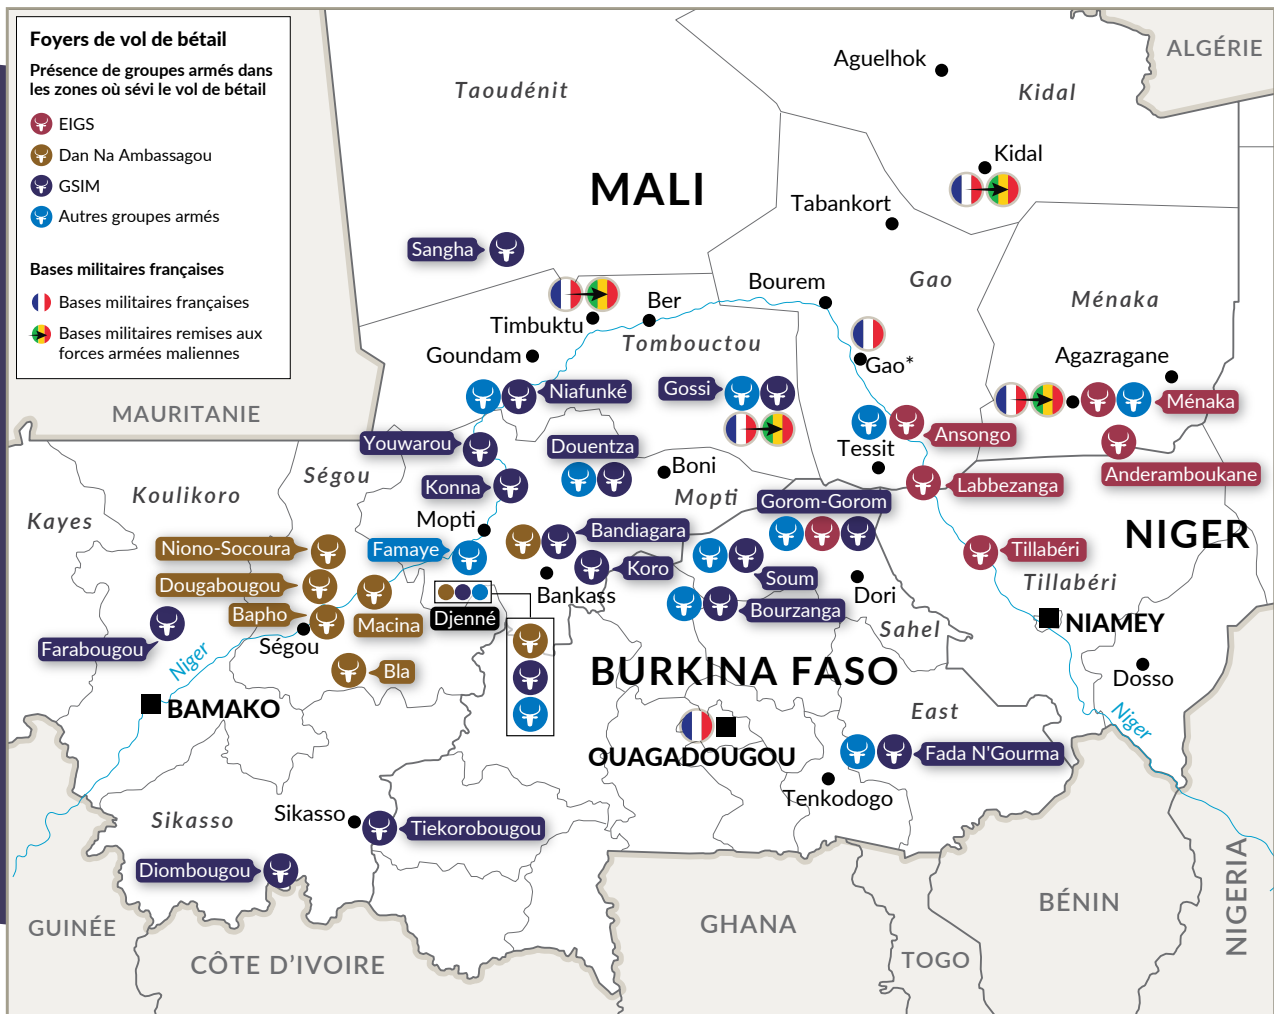 Foyers de vol de bétail
Présence de groupes armés dans
les zones où sévi le vol de bétail
EIGS
Dan Na Ambassagou
GSIM
Autres groupes armés
Bases militaires françaises
Bases militaires françaises
Bases militaires remises aux
forces armées maliennes
ALGÉRIE
Aguelhok
Taoudénit
Kidal
Kidal
MALI
Tabankort
Sangha
Bourem
Gao
Ber
Ménaka
Timbuktu
Tombouctou
Goundam
Agazragane
Gao*
Niafunké
Gossi
Ménaka
MAURITANIE
Youwarou
Douentza
Ansongo
Tessit
Ségou
Boni
Anderamboukane
Konna
Labbezanga
Koulikoro
Mopti
Gorom-Gorom
Kayes
Mopti
Bandiagara
NIGER
Niono-Socoura
Famaye
Tillabéri
Koro
Soum
Tillabéri
Dougabougou
Bankass
Dori
Bourzanga
Bapho
Macina
Djenné
NIAMEY
Sahel
Ségou
Farabougou
Niger
Bla
BURKINA FASO
Dosso
BAMAKO
East
Niger
OUAGADOUGOU
Fada N'Gourma
Tenkodogo
Sikasso
Sikasso
Tiekorobougou
Diombougou
GUINÉE
CÔTE D'IVOIRE
GHANA
TOGO
BÉNIN
NIGERIA